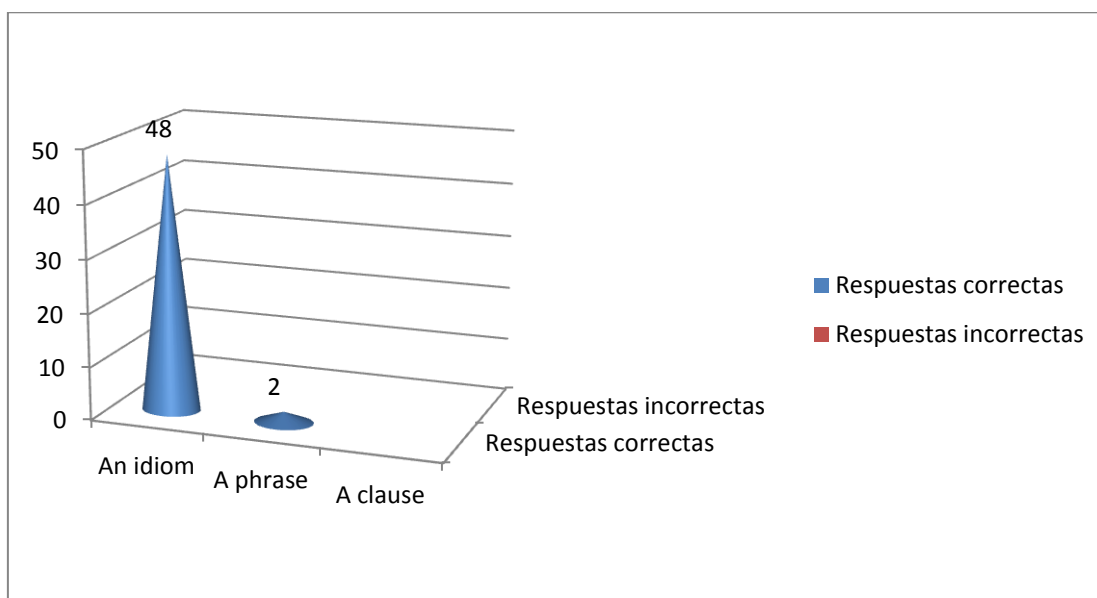 48
50
40
30
20
10
0
2
An idiom
A phrase
A clause
Respuestas incorrectas
Respuestas correctas
Respuestas correctas
Respuestas incorrectas